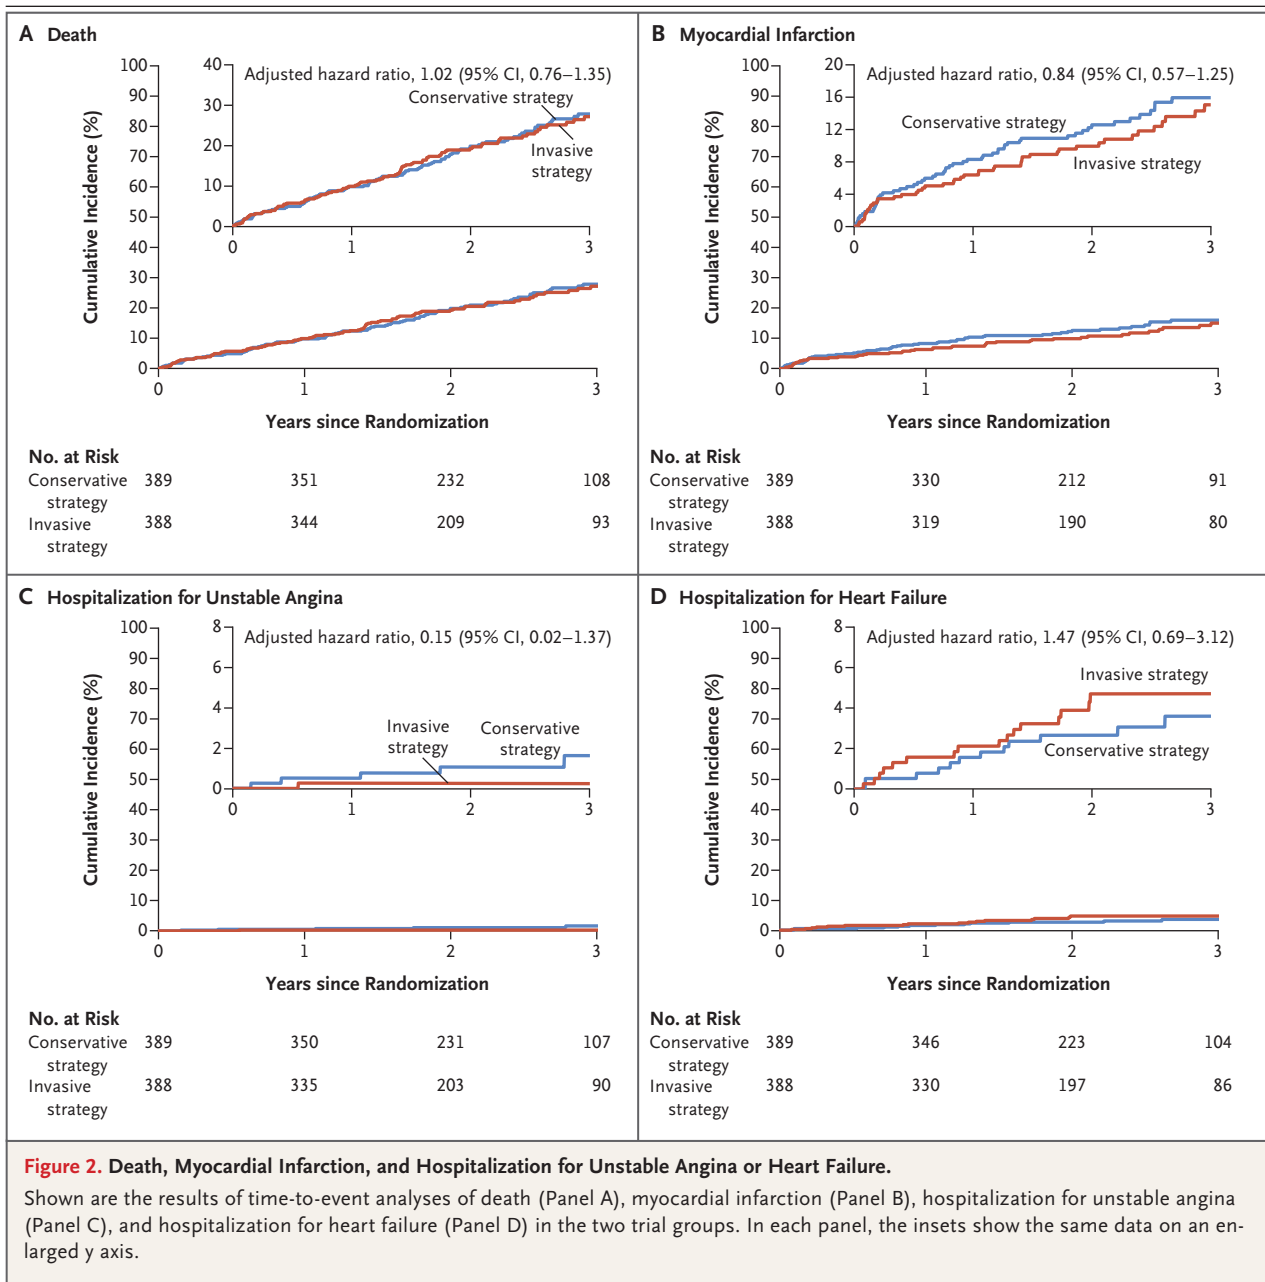 A Death
Adjusted hazard ratio, 1.02 (95% CI, 0.76–1.35)
Conservative strategy
Invasive
strategy
40
30
20
10
0
0 1 2 3
Cumulative Incidence (%)
100
90
80
70
60
50
40
30
20
10
0
0 1 2 3
Years since Randomization
No. at Risk
Conservative 389 351 232 108
strategy
Invasive 388 344 209 93
strategy
B Myocardial Infarction
Adjusted hazard ratio, 0.84 (95% CI, 0.57–1.25)
Conservative strategy
Invasive strategy
20
16
12
8
4
0
0 1 2 3
Cumulative Incidence (%)
100
90
80
70
60
50
40
30
20
10
0
0 1 2 3
Years since Randomization
No. at Risk
Conservative 389 330 212 91
strategy
Invasive 388 319 190 80
strategy
C Hospitalization for Unstable Angina
Adjusted hazard ratio, 0.15 (95% CI, 0.02–1.37)
Invasive
strategy
Conservative
strategy
8
6
4
2
0
0 1 2 3
Cumulative Incidence (%)
100
90
80
70
60
50
40
30
20
10
0
0 1 2 3
Years since Randomization
No. at Risk
Conservative 389 350 231 107
strategy
Invasive 388 335 203 90
strategy
D Hospitalization for Heart Failure
Adjusted hazard ratio, 1.47 (95% CI, 0.69–3.12)
Invasive strategy
Conservative strategy
8
6
4
2
0
0 1 2 3
Cumulative Incidence (%)
100
90
80
70
60
50
40
30
20
10
0
0 1 2 3
Years since Randomization
No. at Risk
Conservative 389 346 223 104
strategy
Invasive 388 330 197 86
strategy
Figure 2. Death, Myocardial Infarction, and Hospitalization for Unstable Angina or Heart Failure.
Shown are the results of time-to-event analyses of death (Panel A), myocardial infarction (Panel B), hospitalization for unstable angina
(Panel C), and hospitalization for heart failure (Panel D) in the two trial groups. In each panel, the insets show the same data on an en-
larged y axis.